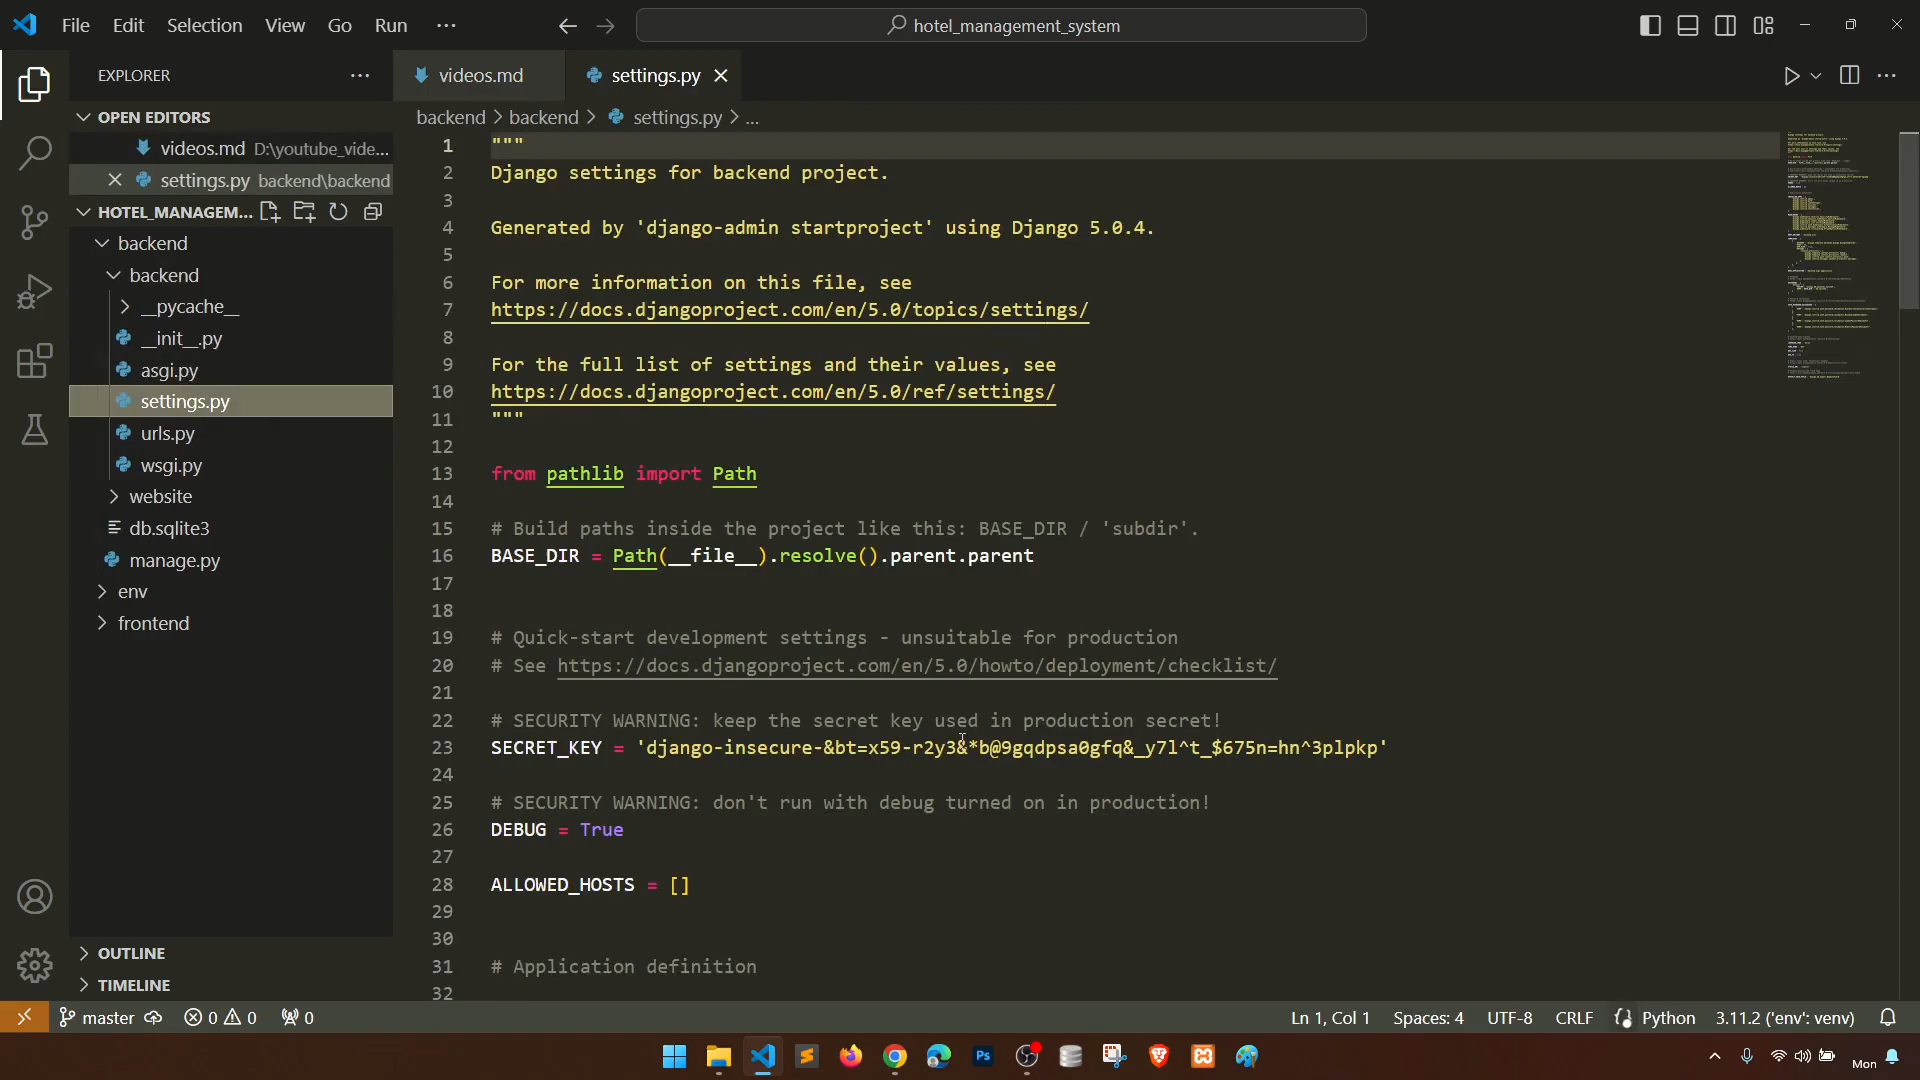 File Edit Selection View Go Run ···
hotel_management_system
EXPLORER
videos.md
settings.py
OPEN EDITORS
videos.md D:\youtube_vide...
settings.py backend\backend
HOTEL_MANAGEM...
backend
backend
__pycache__
__init__.py
asgi.py
settings.py
urls.py
wsgi.py
website
db.sqlite3
manage.py
env
frontend
OUTLINE
TIMELINE
backend > backend > settings.py > ...
1 """
2 Django settings for backend project.
3
4 Generated by 'django-admin startproject' using Django 5.0.4.
5
6 For more information on this file, see
7 https://docs.djangoproject.com/en/5.0/topics/settings/
8
9 For the full list of settings and their values, see
10 https://docs.djangoproject.com/en/5.0/ref/settings/
11 """
12
13 from pathlib import Path
14
15 # Build paths inside the project like this: BASE_DIR / 'subdir'.
16 BASE_DIR = Path(__file__).resolve().parent.parent
17
18
19 # Quick-start development settings - unsuitable for production
20 # See https://docs.djangoproject.com/en/5.0/howto/deployment/checklist/
21
22 # SECURITY WARNING: keep the secret key used in production secret!
23 SECRET_KEY = 'django-insecure-&bt=x59-r2y3&*b@9gqdpsa0gfq&_y7l^t_$675n=hn^3plpkp'
24
25 # SECURITY WARNING: don't run with debug turned on in production!
26 DEBUG = True
27
28 ALLOWED_HOSTS = []
29
30
31 # Application definition
32
master 0 0 0
Ln 1, Col 1 Spaces: 4 UTF-8 CRLF Python 3.11.2 ('env': venv)
Ps
Mon